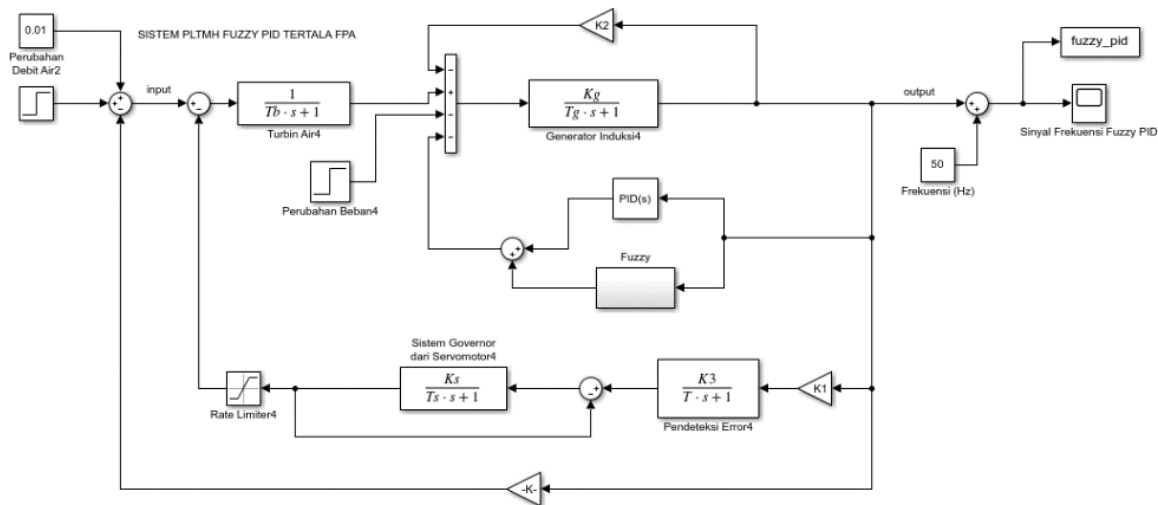 SISTEM PLTMH FUZZY PID TERTALA FPA
0.01
Perubahan
Debit Air2
input
1
Tb · s + 1
Turbin Air4
Perubahan Beban4
K2
Kg
Tg · s + 1
Generator Induksi4
output
fuzzy_pid
Sinyal Frekuensi Fuzzy PID
50
Frekuensi (Hz)
PID(s)
Fuzzy
Sistem Governor
dari Servomotor4
Ks
Ts · s + 1
Rate Limiter4
K3
T · s + 1
Pendeteksi Error4
K1
-K-